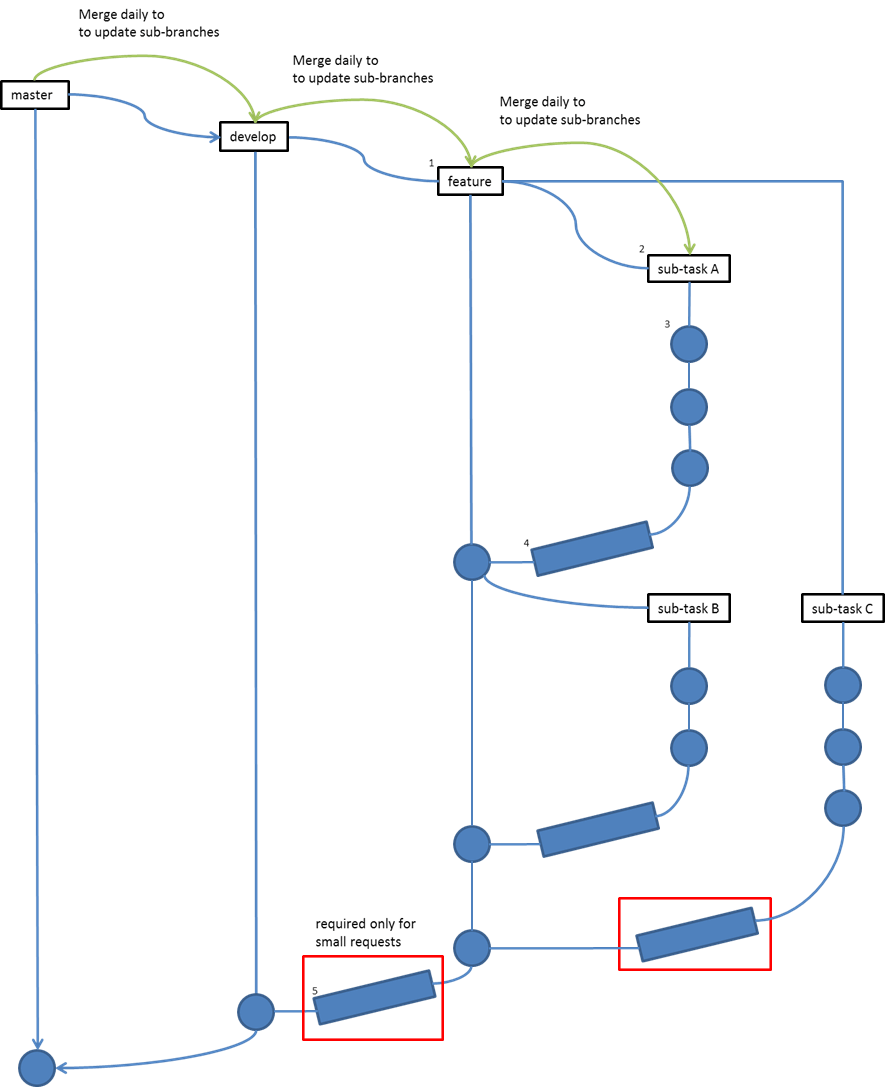 Merge daily to
to update sub-branches
Merge daily to
to update sub-branches
master
Merge daily to
to update sub-branches
develop
1
feature
2
sub-task A
3
4
sub-task B
sub-task C
required only for
small requests
5